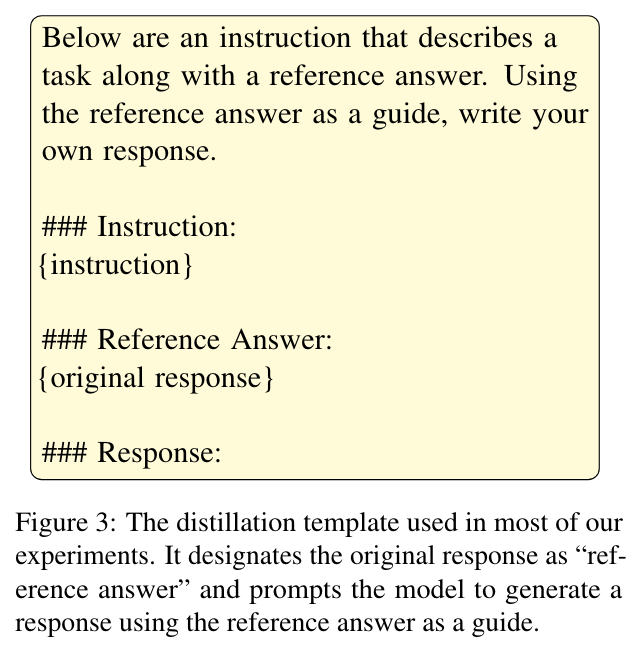 Below are an instruction that describes a
task along with a reference answer. Using
the reference answer as a guide, write your
own response.
### Instruction:
{instruction}
### Reference Answer:
{original response}
### Response:
Figure 3: The distillation template used in most of our
experiments. It designates the original response as “ref-
erence answer” and prompts the model to generate a
response using the reference answer as a guide.